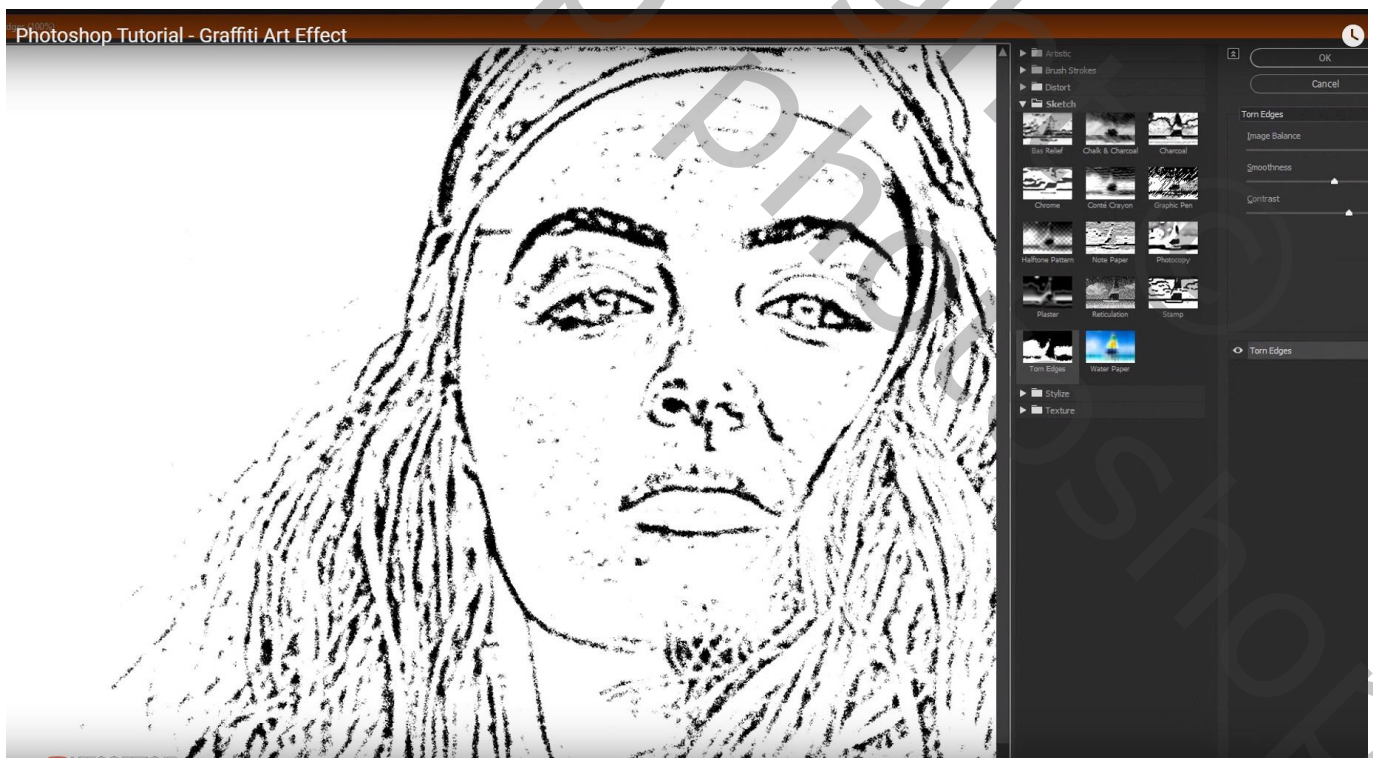 Photoshop Tutorial - Graffiti Art Effect
Artistic
Brush Strokes
Distort
Sketch
Bas Relief
Chalk & Charcoal
Charcoal
Chrome
Conté Crayon
Graphic Pen
Halftone Pattern
Note Paper
Photocopy
Plaster
Reticulation
Stamp
Torn Edges
Water Paper
Stylize
Texture
OK
Cancel
Torn Edges
Image Balance
Smoothness
Contrast
Torn Edges